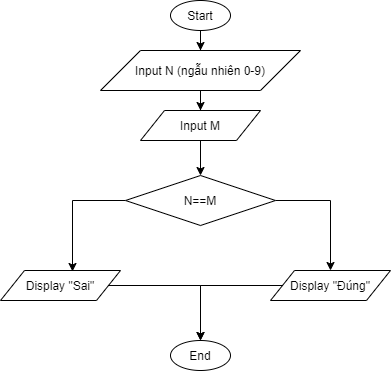 Start
Input N (ngẫu nhiên 0-9)
Input M
N==M
Display "Sai"
Display "Đúng"
End